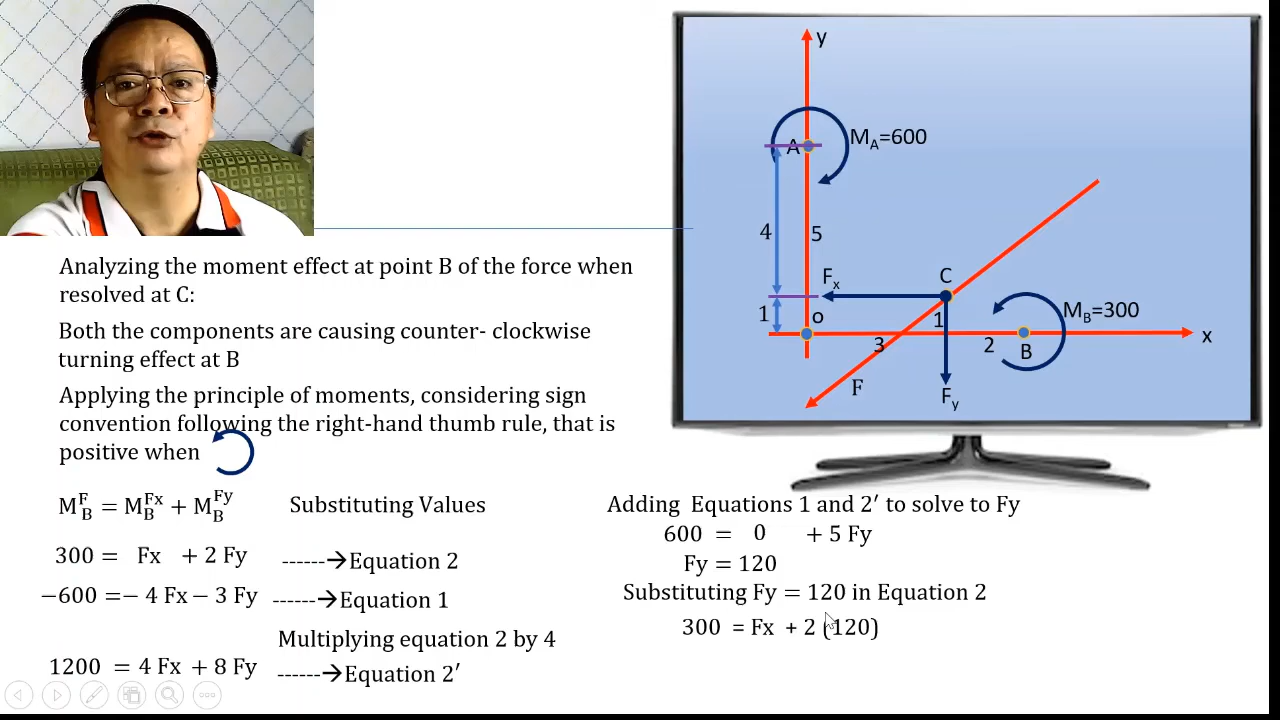 Analyzing the moment effect at point B of the force when
resolved at C:
Both the components are causing counter- clockwise
turning effect at B
Applying the principle of moments, considering sign
convention following the right-hand thumb rule, that is
positive when
M_B^F = M_B^Fx + M_B^Fy
Substituting Values
300 = Fx + 2 Fy ------→Equation 2
−600 =− 4 Fx − 3 Fy ------→Equation 1
Multiplying equation 2 by 4
1200 = 4 Fx + 8 Fy ------→Equation 2′
y
A
M_A=600
4
5
F_x
C
1
o
1
M_B=300
x
3
2
B
F
F_y
Adding Equations 1 and 2′ to solve to Fy
600 = 0 + 5 Fy
Fy = 120
Substituting Fy = 120 in Equation 2
300 = Fx + 2 (120)